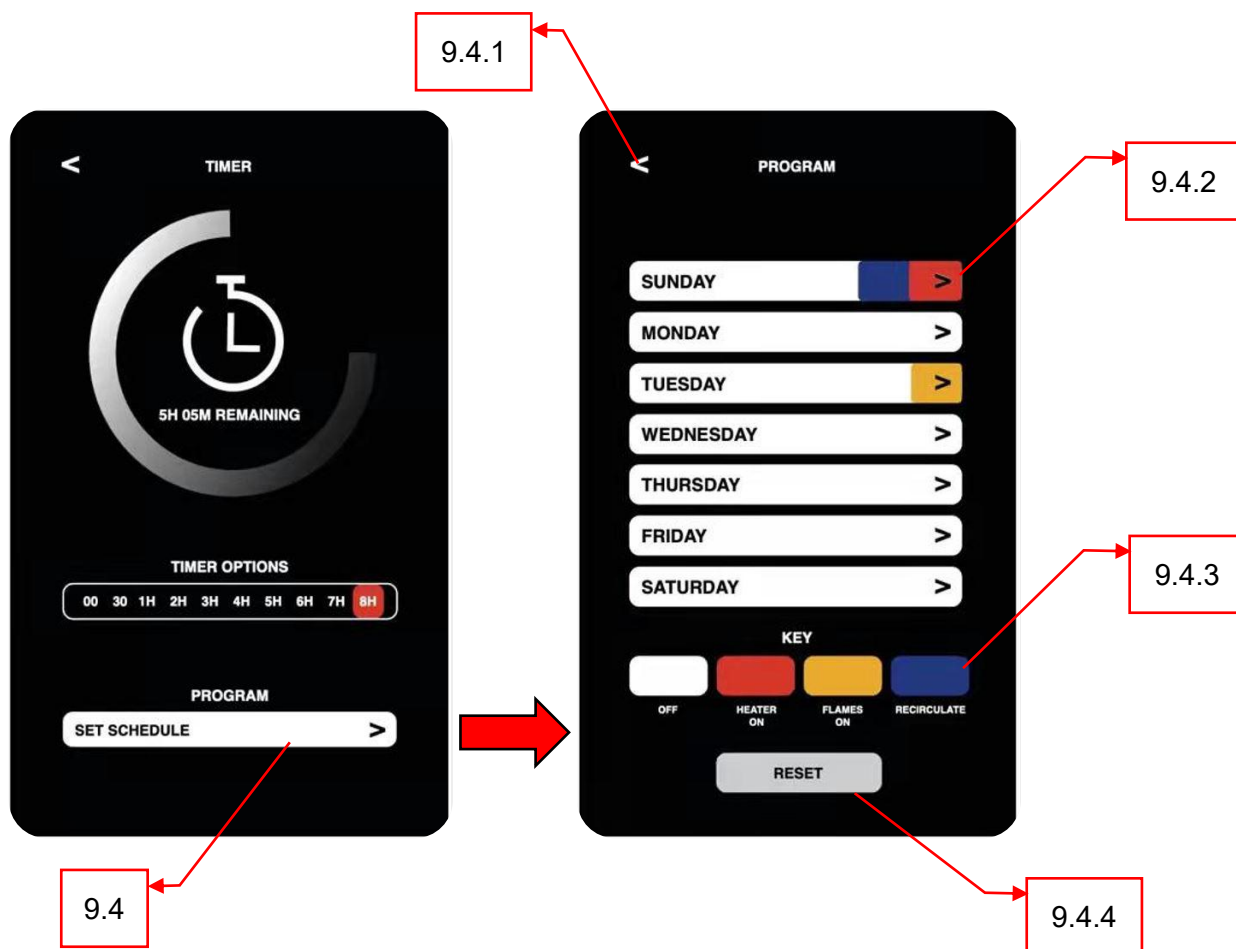 9.4.1
< TIMER
5H 05M REMAINING
TIMER OPTIONS
00 30 1H 2H 3H 4H 5H 6H 7H 8H
PROGRAM
SET SCHEDULE >
9.4
< PROGRAM
9.4.2
SUNDAY >
MONDAY >
TUESDAY >
WEDNESDAY >
THURSDAY >
FRIDAY >
SATURDAY >
9.4.3
KEY
OFF
HEATER
ON
FLAMES
ON
RECIRCULATE
RESET
9.4.4